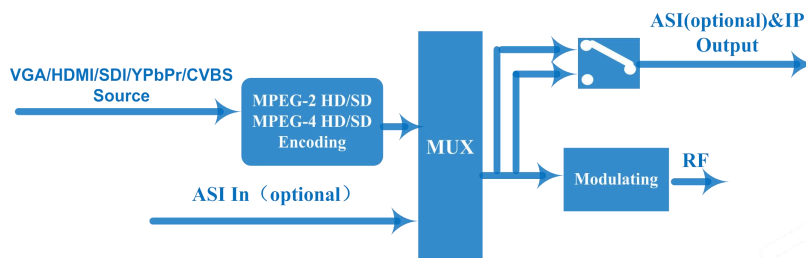 ASI(optional)&IP
Output
VGA/HDMI/SDI/YPbPr/CVBS
Source
MPEG-2 HD/SD
MPEG-4 HD/SD
Encoding
MUX
ASI In（optional）
Modulating
RF